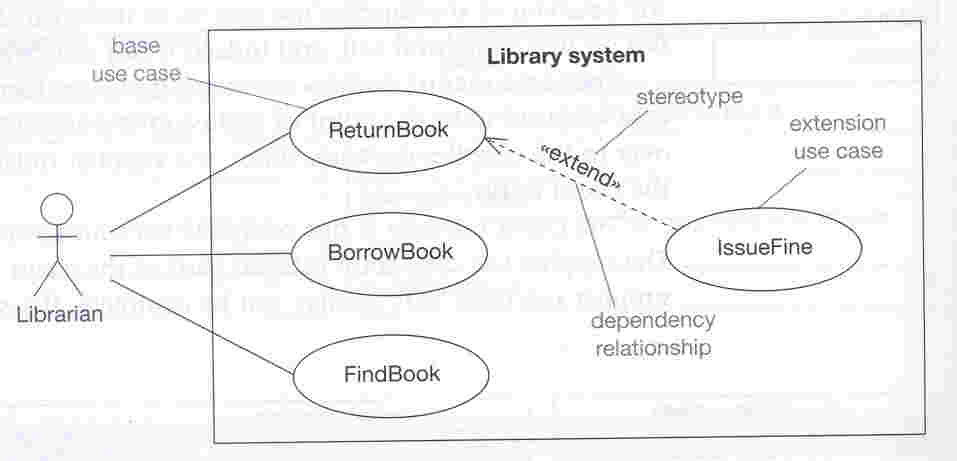 base
use case
Library system
stereotype
extension
use case
ReturnBook
«extend»
BorrowBook
IssueFine
Librarian
dependency
relationship
FindBook